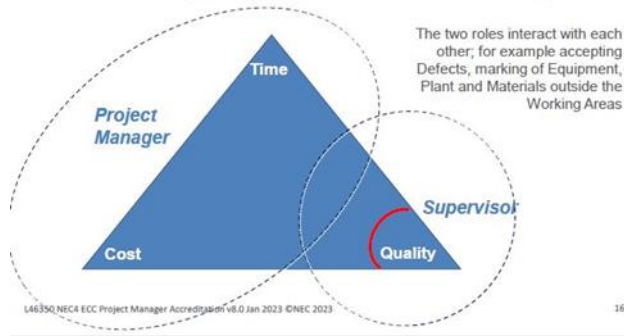 The two roles interact with each
other; for example accepting
Defects, marking of Equipment,
Plant and Materials outside the
Working Areas
Time
Project
Manager
Supervisor
Cost
Quality
L46350 NEC4 ECC Project Manager Accreditation v8.0 Jan 2023 ©NEC 2023
16